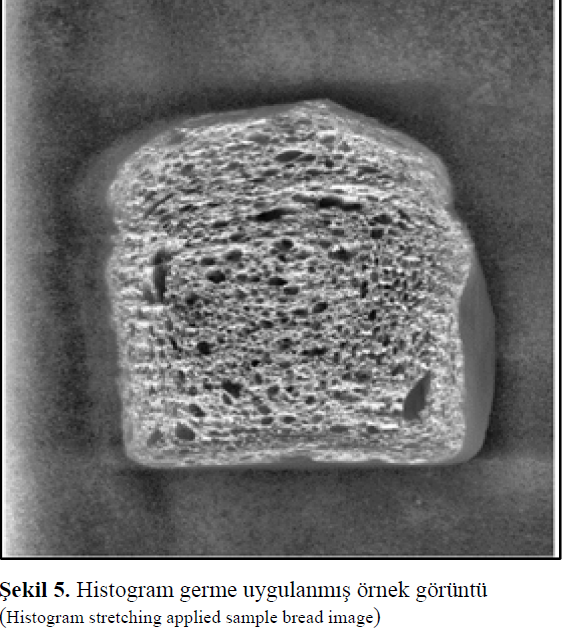 Şekil 5. Histogram germe uygulanmış örnek görüntü
(Histogram stretching applied sample bread image)